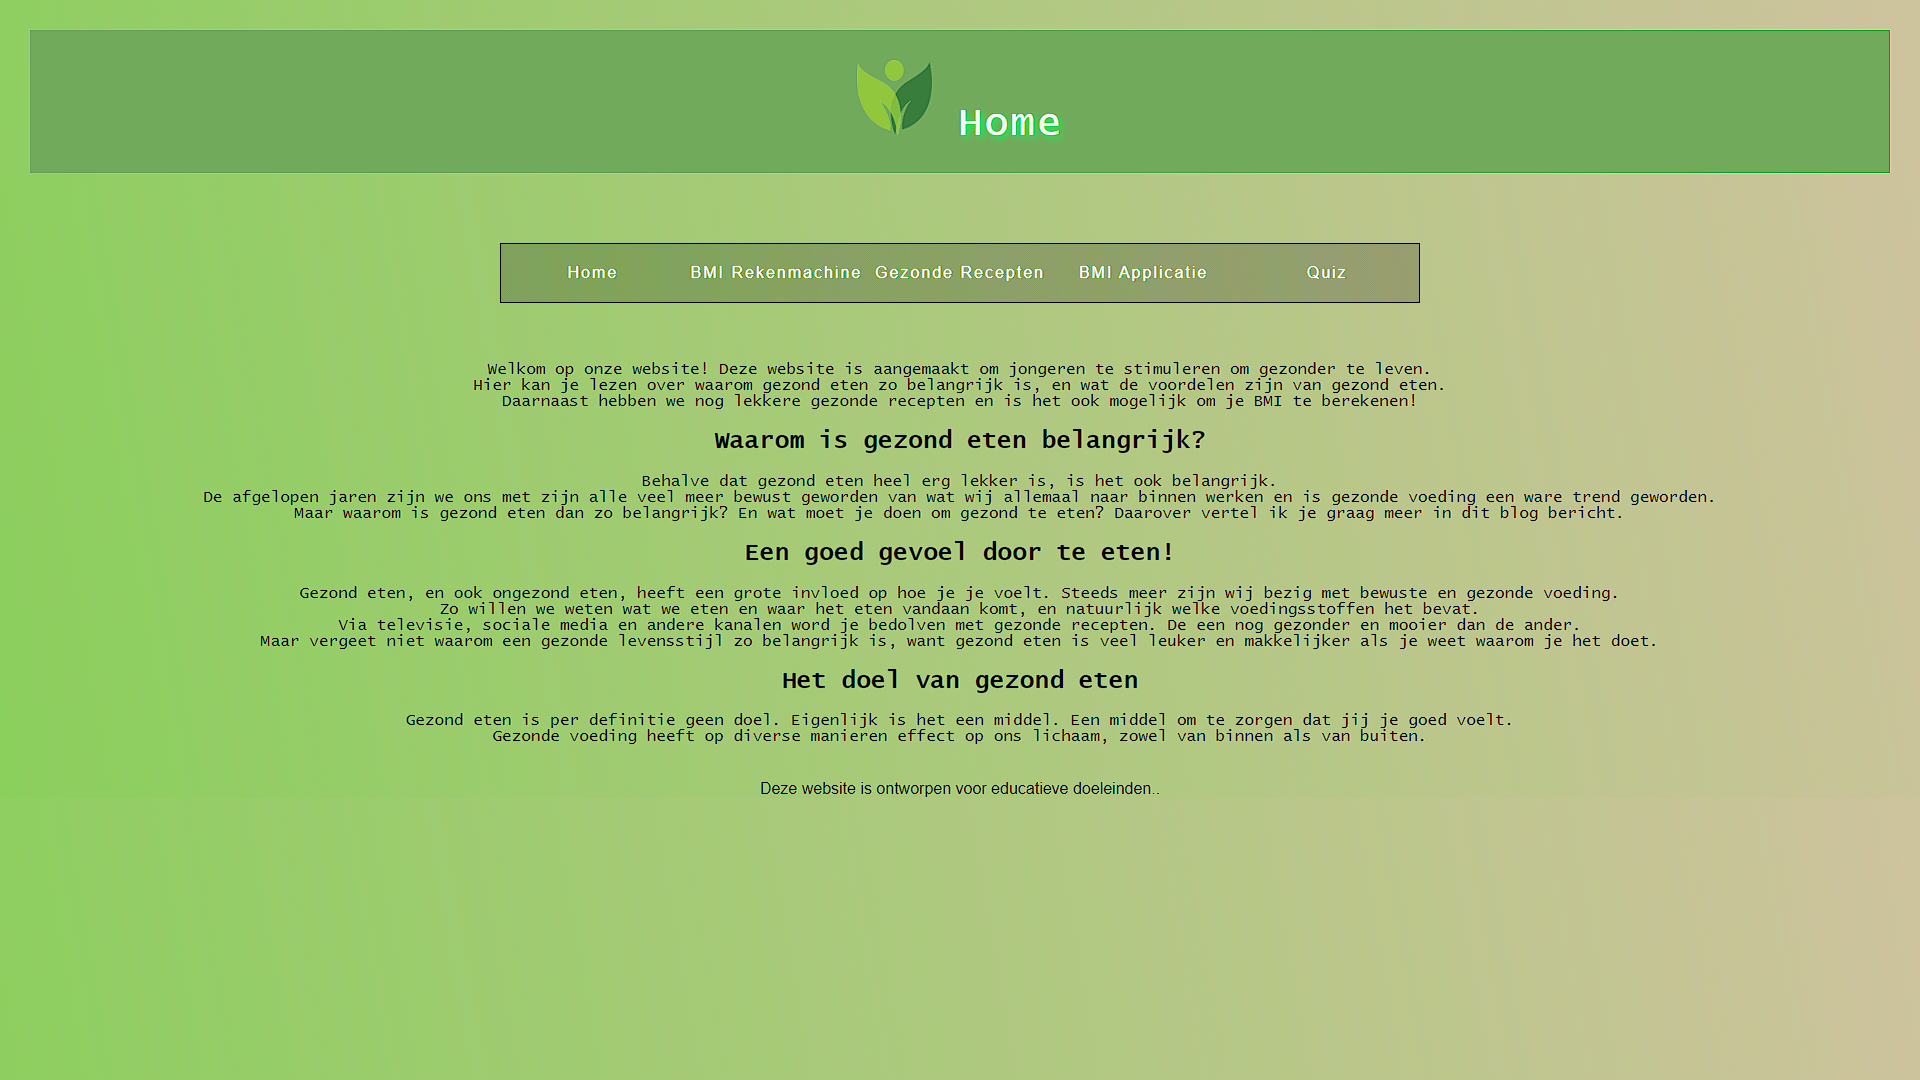 Home
Home
BMI Rekenmachine
Gezonde Recepten
BMI Applicatie
Quiz
Welkom op onze website! Deze website is aangemaakt om jongeren te stimuleren om gezonder te leven.
Hier kan je lezen over waarom gezond eten zo belangrijk is, en wat de voordelen zijn van gezond eten.
Daarnaast hebben we nog lekkere gezonde recepten en is het ook mogelijk om je BMI te berekenen!
Waarom is gezond eten belangrijk?
Behalve dat gezond eten heel erg lekker is, is het ook belangrijk.
De afgelopen jaren zijn we ons met zijn alle veel meer bewust geworden van wat wij allemaal naar binnen werken en is gezonde voeding een ware trend geworden.
Maar waarom is gezond eten dan zo belangrijk? En wat moet je doen om gezond te eten? Daarover vertel ik je graag meer in dit blog bericht.
Een goed gevoel door te eten!
Gezond eten, en ook ongezond eten, heeft een grote invloed op hoe je je voelt. Steeds meer zijn wij bezig met bewuste en gezonde voeding.
Zo willen we weten wat we eten en waar het eten vandaan komt, en natuurlijk welke voedingsstoffen het bevat.
Via televisie, sociale media en andere kanalen word je bedolven met gezonde recepten. De een nog gezonder en mooier dan de ander.
Maar vergeet niet waarom een gezonde levensstijl zo belangrijk is, want gezond eten is veel leuker en makkelijker als je weet waarom je het doet.
Het doel van gezond eten
Gezond eten is per definitie geen doel. Eigenlijk is het een middel. Een middel om te zorgen dat jij je goed voelt.
Gezonde voeding heeft op diverse manieren effect op ons lichaam, zowel van binnen als van buiten.
Deze website is ontworpen voor educatieve doeleinden..